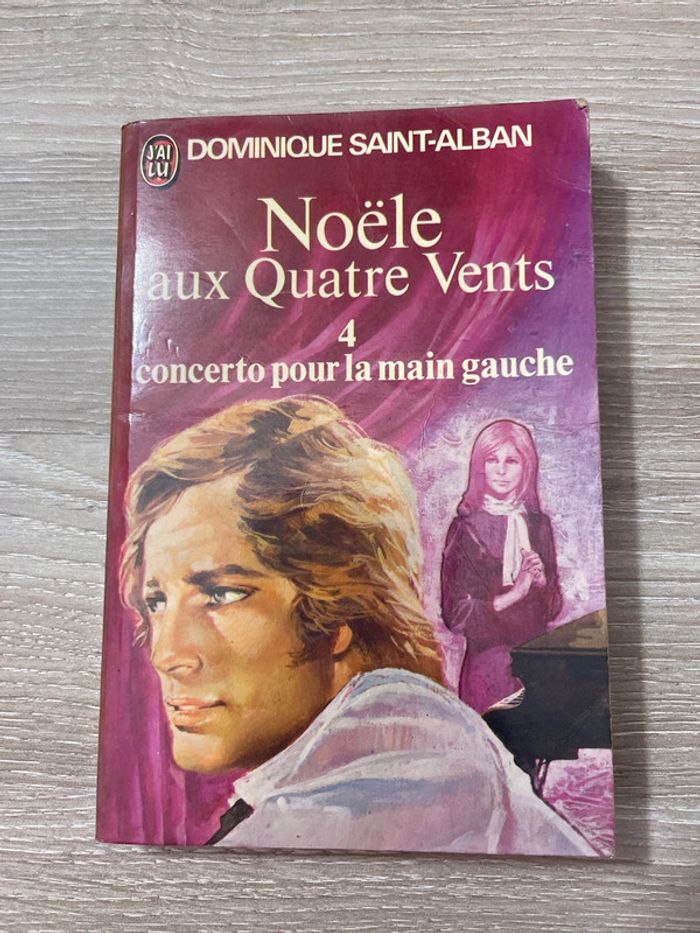 J'AI
LU
DOMINIQUE SAINT-ALBAN
Noële
aux Quatre Vents
4
concerto pour la main gauche